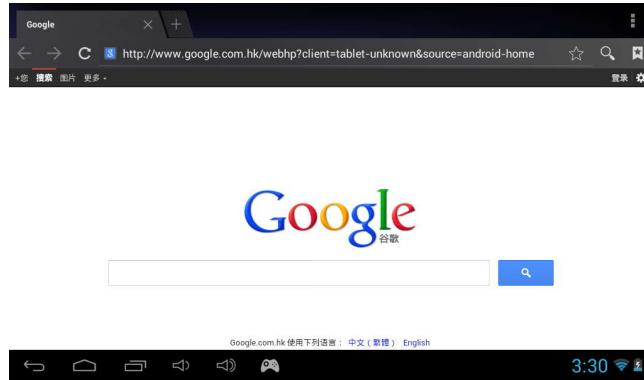 Google
http://www.google.com.hk/webhp?client=tablet-unknown&source=android-home
+您 搜索 图片 更多
登录
Google
谷歌
Google.com.hk 使用下列语言： 中文 (繁體) English
3:30